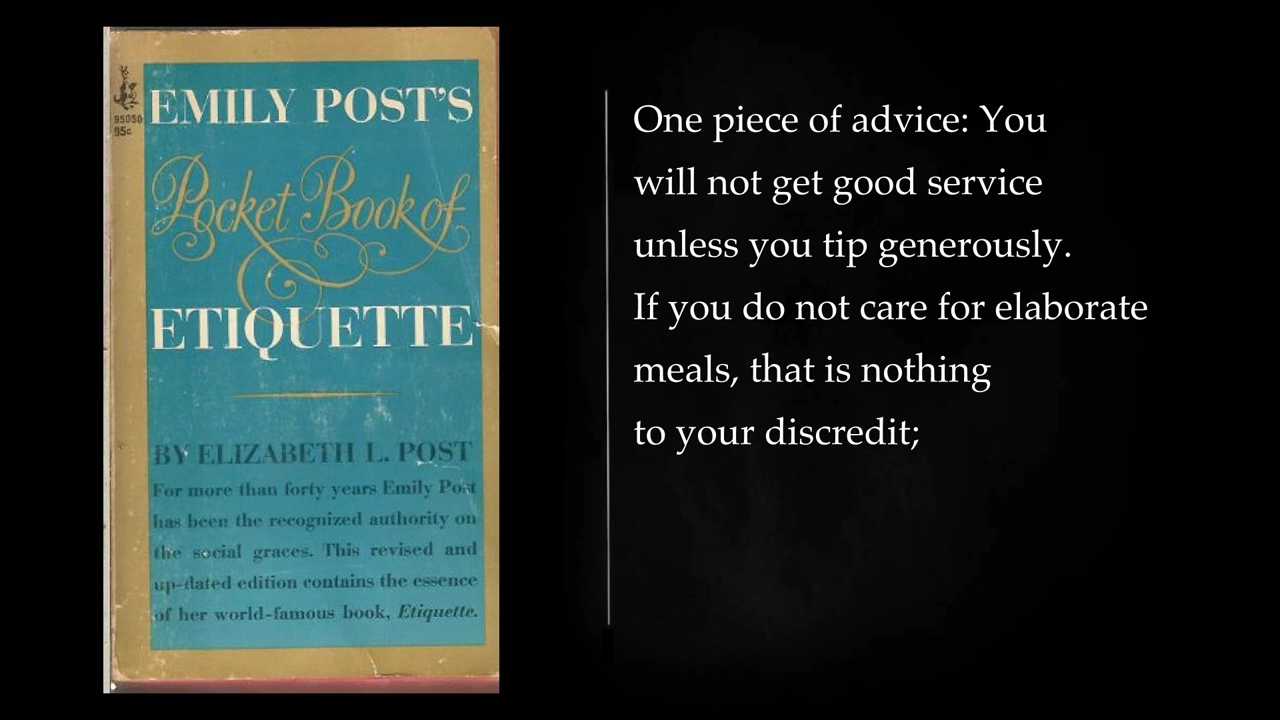 EMILY POST'S
Pocket Book of
ETIQUETTE
95050
95c
BY ELIZABETH L. POST
For more than forty years Emily Post
has been the recognized authority on
the social graces. This revised and
up-dated edition contains the essence
of her world-famous book, Etiquette.
One piece of advice: You
will not get good service
unless you tip generously.
If you do not care for elaborate
meals, that is nothing
to your discredit;